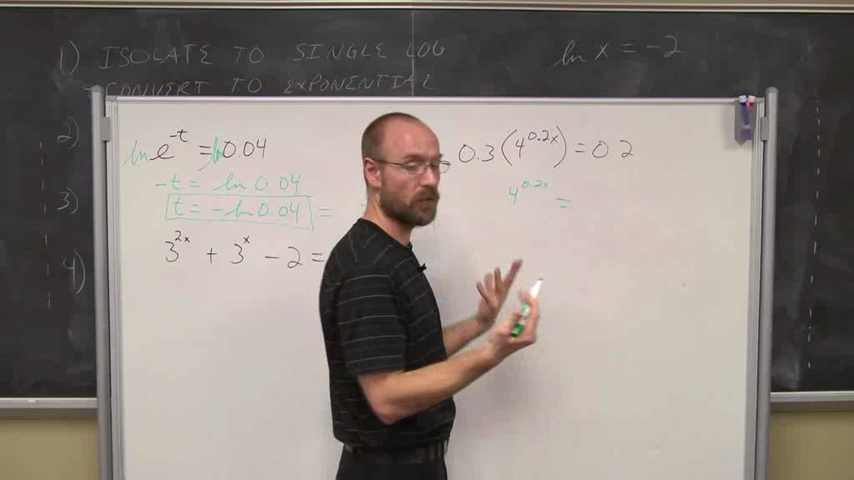 1) ISOLATE TO SINGLE LOG
CONVERT TO EXPONENTIAL
2)
3)
4)
ln x = -2
ln e^-t = ln 0.04
-t = ln 0.04
t = -ln 0.04 =
3^2x + 3^x - 2 =
0.3 (4^0.2x) = 0.2
4^0.2x =